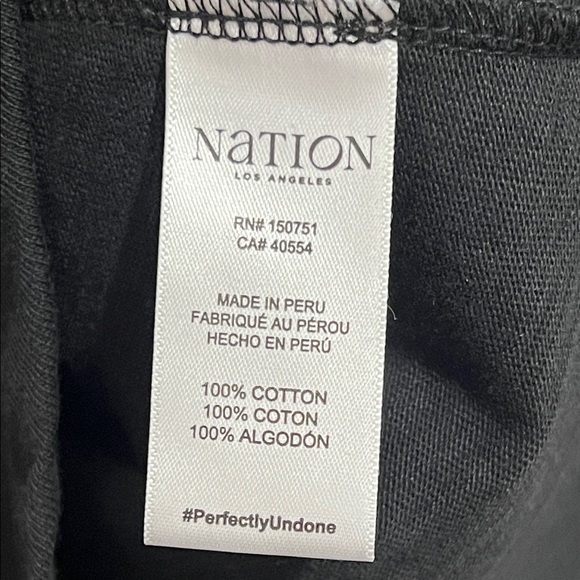 NaTION
LOS ANGELES
RN# 150751
CA# 40554
MADE IN PERU
FABRIQUÉ AU PÉROU
HECHO EN PERÚ
100% COTTON
100% COTON
100% ALGODÓN
#PerfectlyUndone